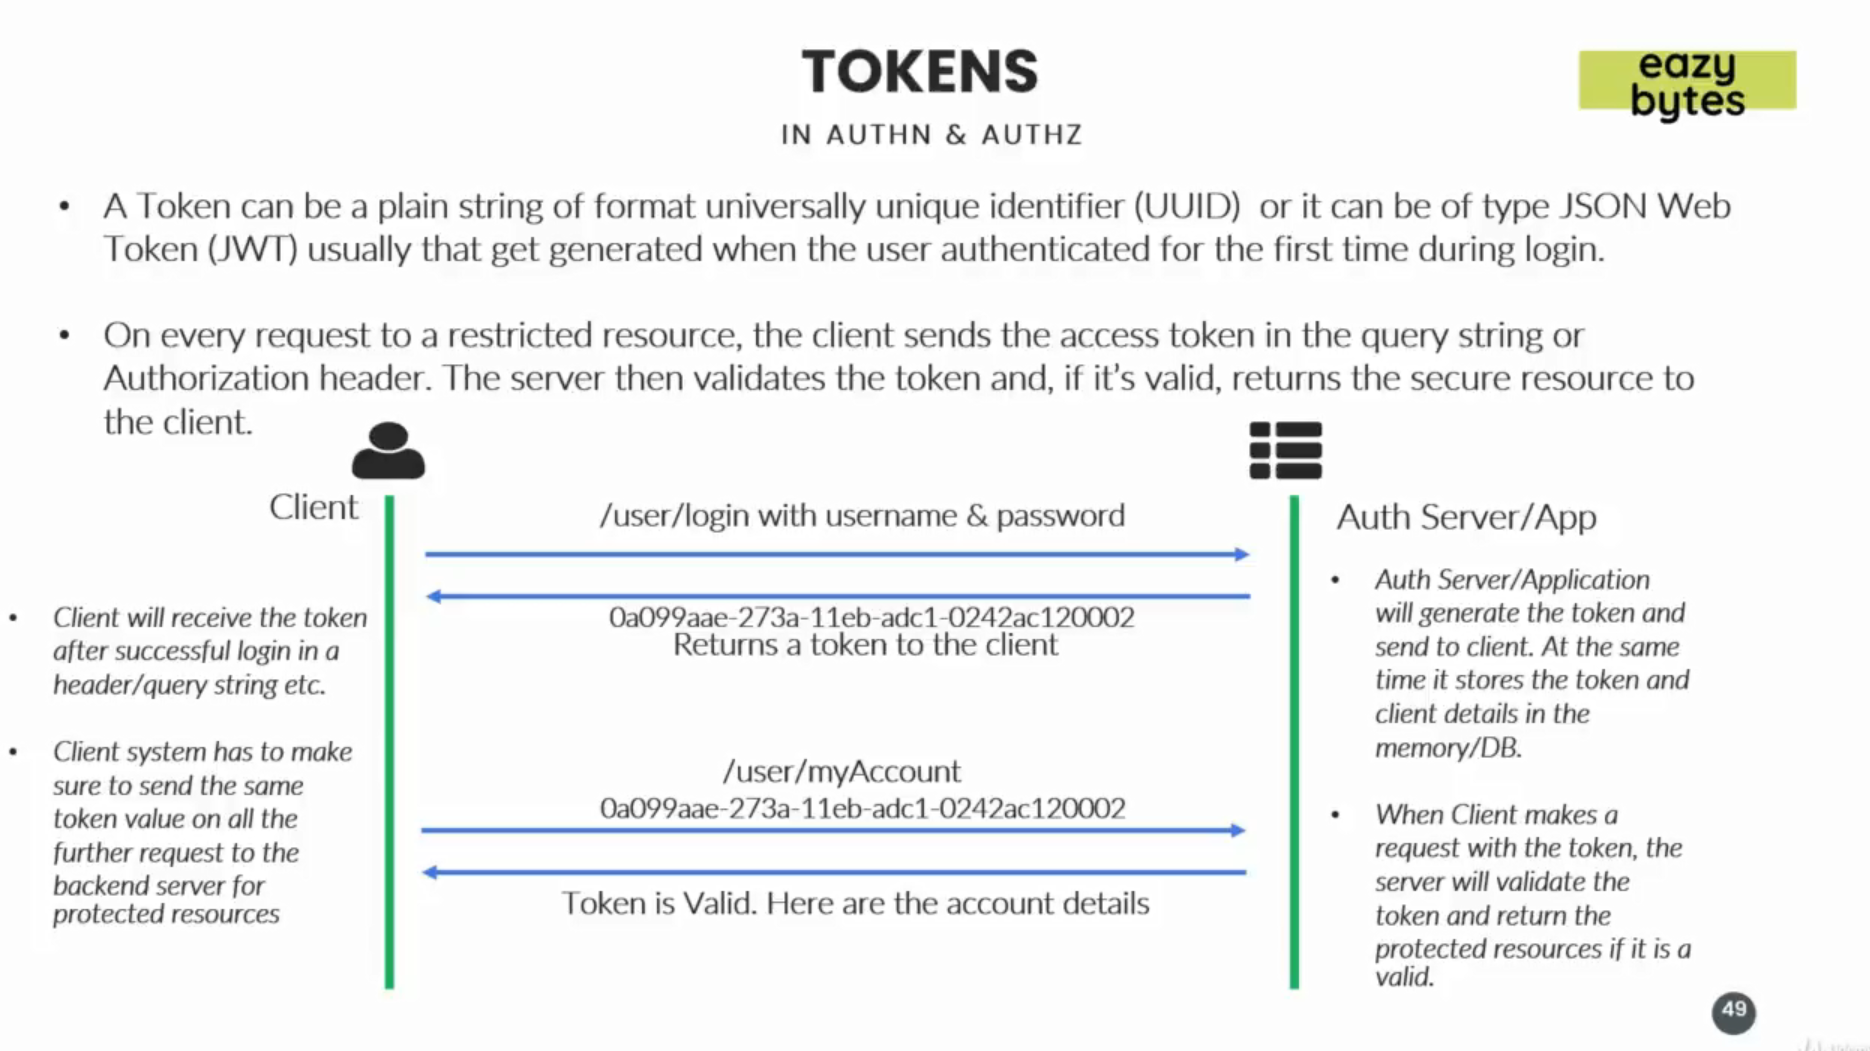 TOKENS
eazy
bytes
IN AUTHN & AUTHZ
• A Token can be a plain string of format universally unique identifier (UUID) or it can be of type JSON Web
Token (JWT) usually that get generated when the user authenticated for the first time during login.
• On every request to a restricted resource, the client sends the access token in the query string or
Authorization header. The server then validates the token and, if it's valid, returns the secure resource to
the client.
Client
/user/login with username & password
Auth Server/App
0a099aae-273a-11eb-adc1-0242ac120002
Returns a token to the client
• Client will receive the token
after successful login in a
header/query string etc.
• Client system has to make
sure to send the same
token value on all the
further request to the
backend server for
protected resources
/user/myAccount
0a099aae-273a-11eb-adc1-0242ac120002
Token is Valid. Here are the account details
• Auth Server/Application
will generate the token and
send to client. At the same
time it stores the token and
client details in the
memory/DB.
• When Client makes a
request with the token, the
server will validate the
token and return the
protected resources if it is a
valid.
49